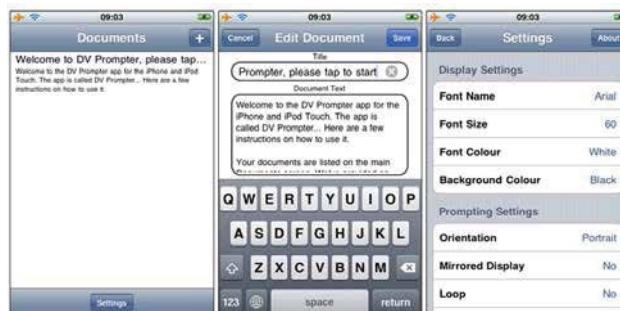 09:03
Documents +
Welcome to DV Prompter, please tap...
Welcome to the DV Prompter app for the iPhone and iPod
Touch. The app is called DV Prompter... Here are a few
instructions on how to use it.
Settings
09:03
Cancel Edit Document Save
Title
Prompter, please tap to start
Document Text
Welcome to the DV Prompter app for the
iPhone and iPod Touch. The app is
called DV Prompter... Here are a few
instructions on how to use it.
Your documents are listed on the main
Q W E R T Y U I O P
A S D F G H J K L
Z X C V B N M
123 space return
09:03
Back Settings About
Display Settings
Font Name Arial
Font Size 60
Font Colour White
Background Colour Black
Prompting Settings
Orientation Portrait
Mirrored Display No
Loop No